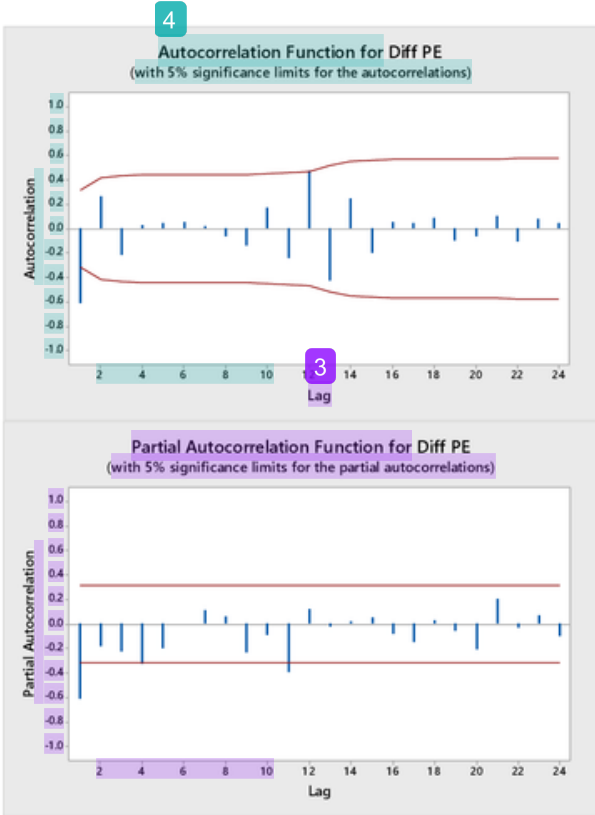 4
Autocorrelation Function for Diff PE
(with 5% significance limits for the autocorrelations)
1.0
0.8
0.6
0.4
0.2
0.0
-0.2
-0.4
-0.6
-0.8
-1.0
Autocorrelation
2 4 6 8 10 3 14 16 18 20 22 24
Lag
Partial Autocorrelation Function for Diff PE
(with 5% significance limits for the partial autocorrelations)
1.0
0.8
0.6
0.4
0.2
0.0
-0.2
-0.4
-0.6
-0.8
-1.0
Partial Autocorrelation
2 4 6 8 10 12 14 16 18 20 22 24
Lag